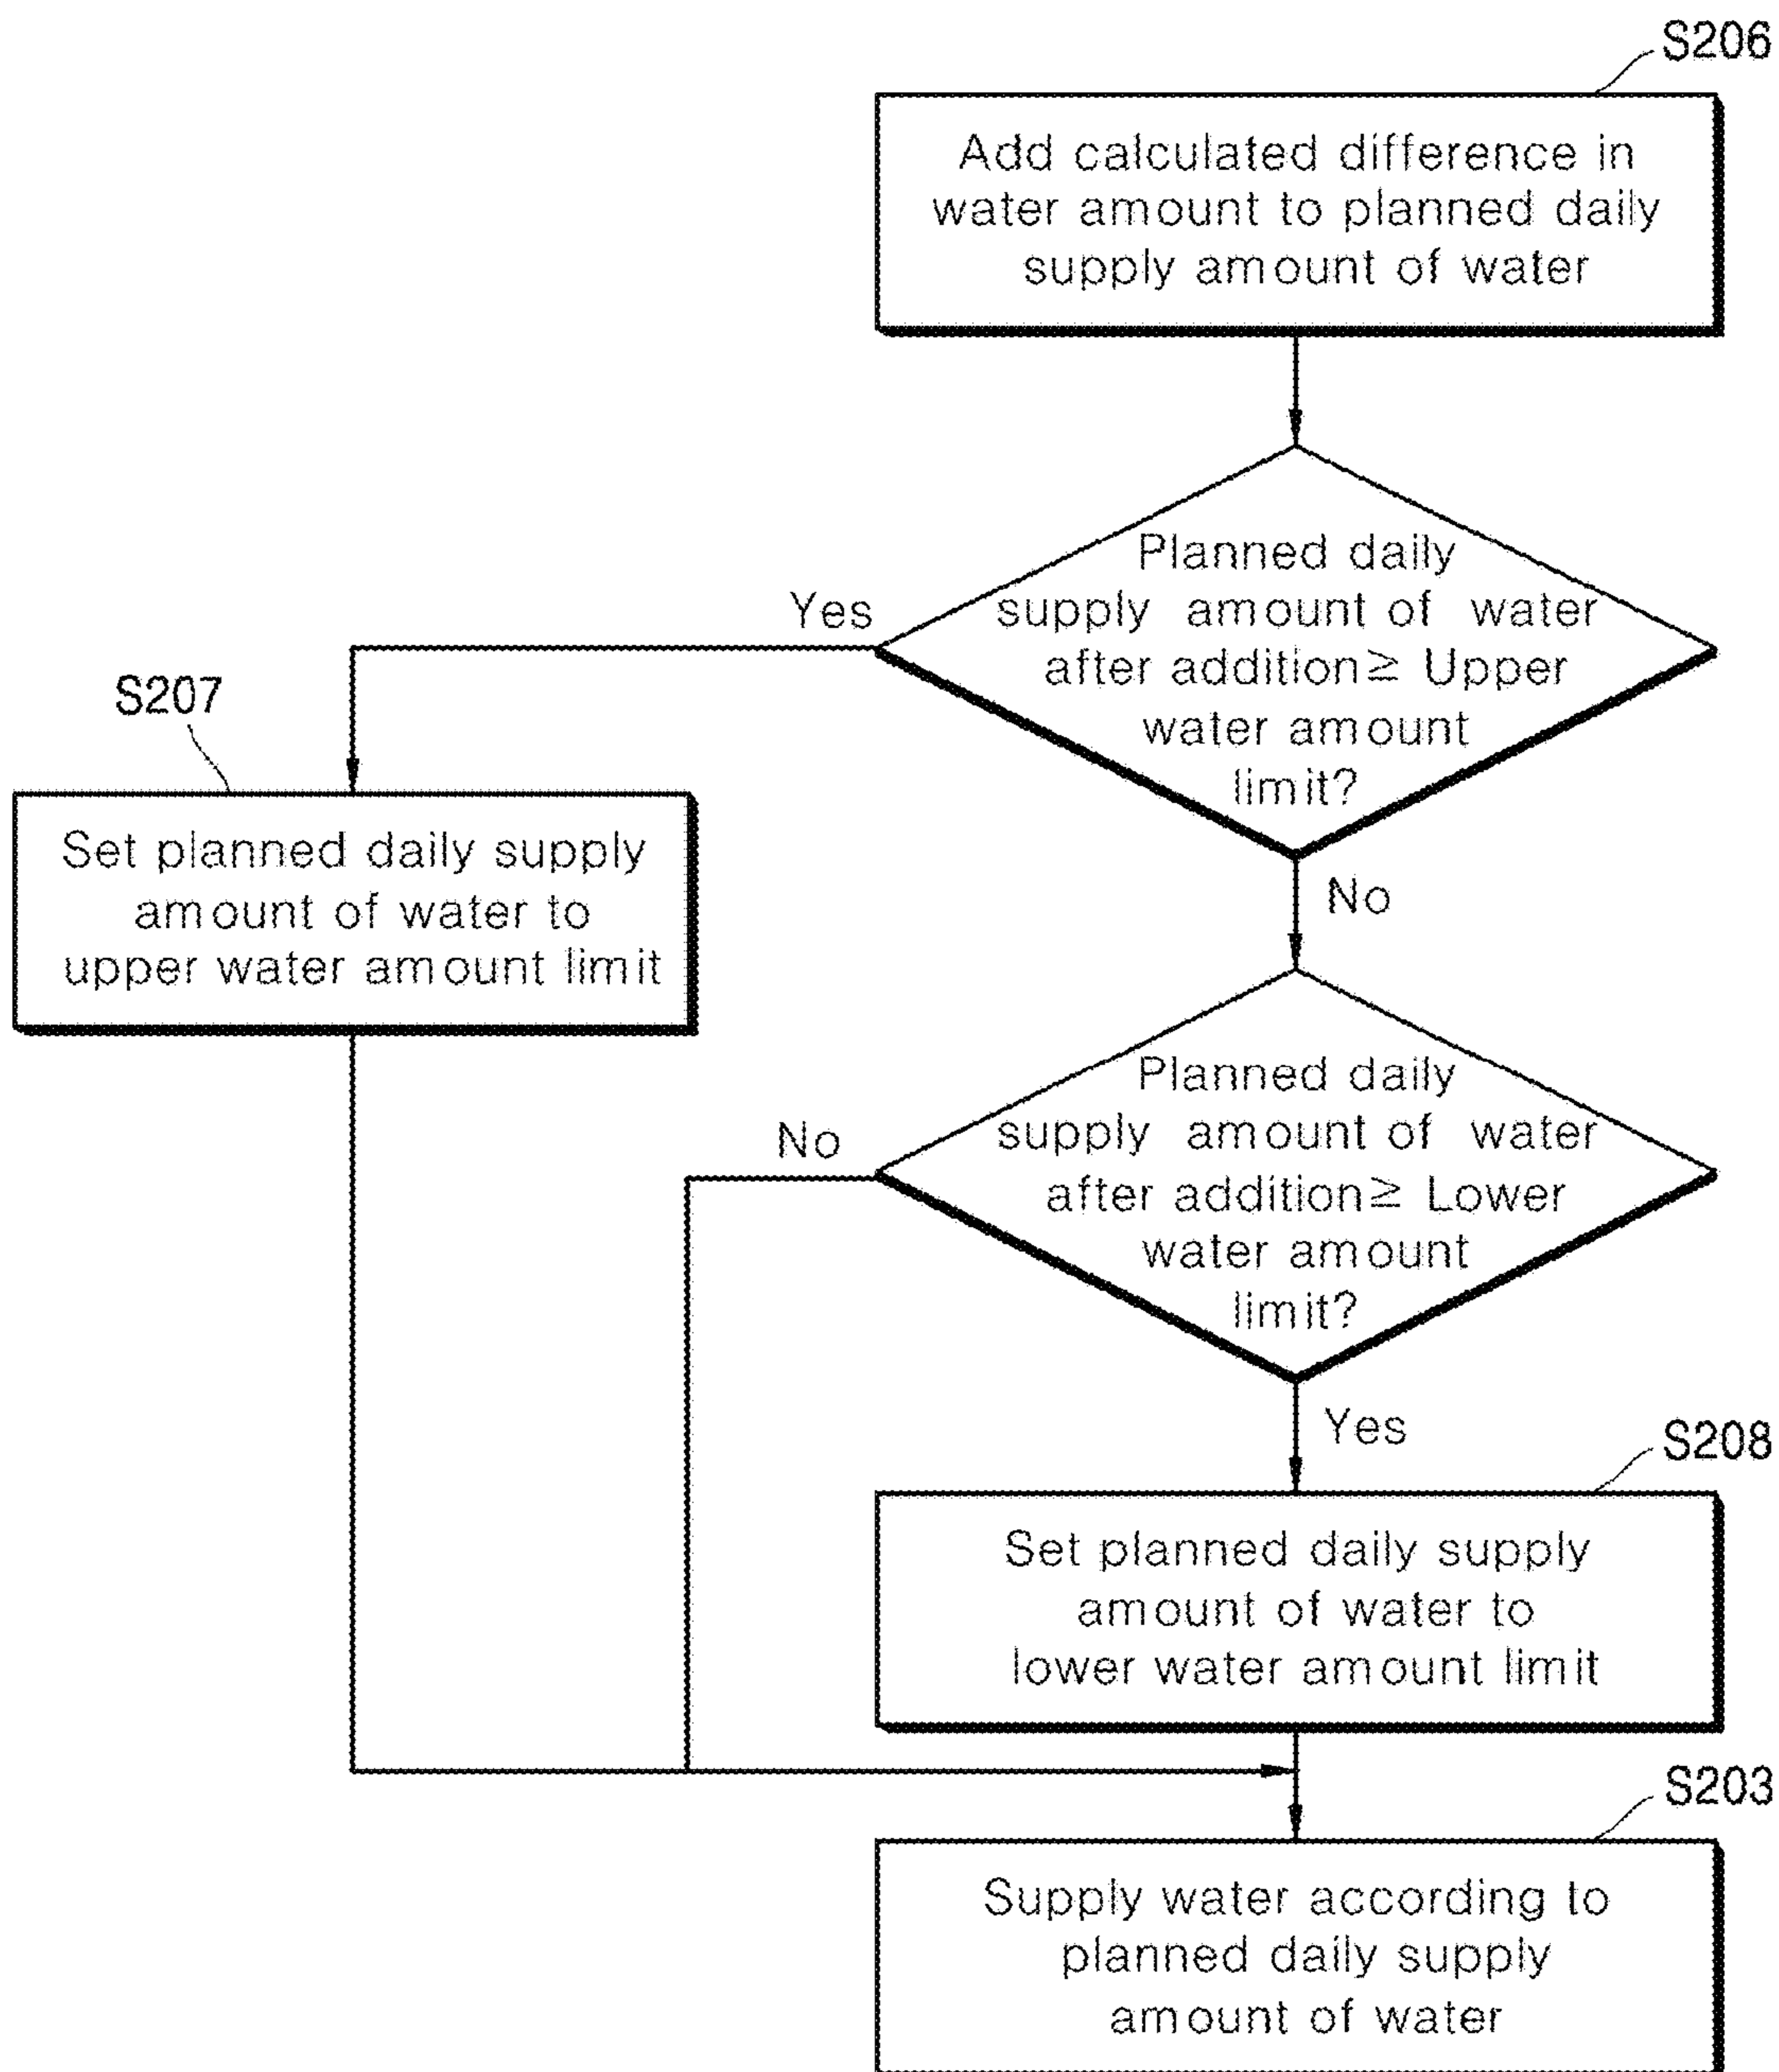 S206
Add calculated difference in
water amount to planned daily
supply amount of water
Planned daily
supply amount of water
after addition≥ Upper
water amount
limit?
Yes
No
S207
Set planned daily supply
amount of water to
upper water amount limit
Planned daily
supply amount of water
after addition≥ Lower
water amount
limit?
No
Yes
S208
Set planned daily supply
amount of water to
lower water amount limit
S203
Supply water according to
planned daily supply
amount of water